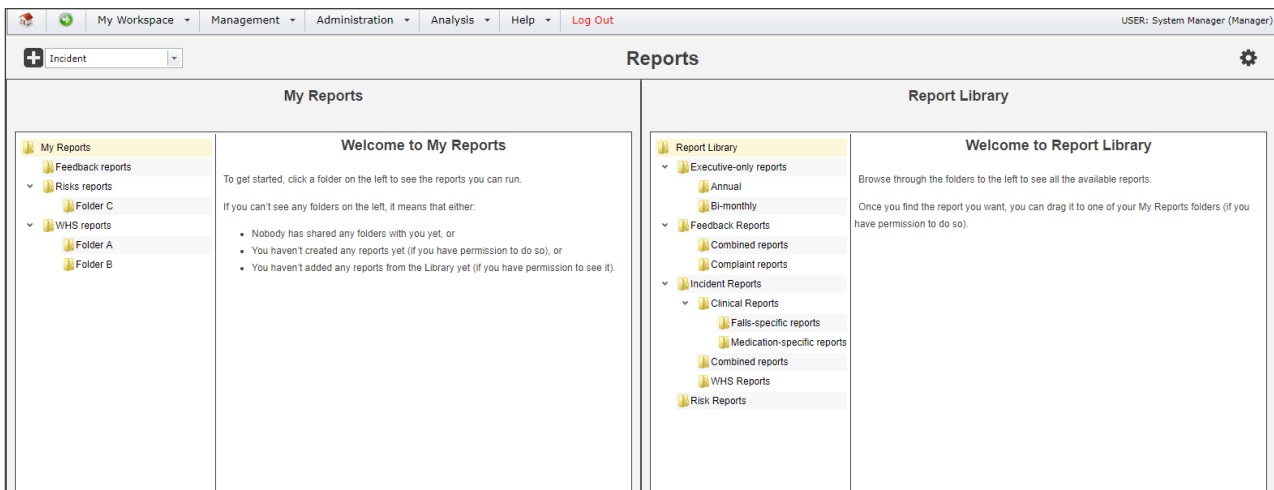 My Workspace Management Administration Analysis Help Log Out USER: System Manager (Manager)
Incident
Reports
My Reports
My Reports
Feedback reports
Risks reports
Folder C
WHS reports
Folder A
Folder B
Welcome to My Reports
To get started, click a folder on the left to see the reports you can run.
If you can't see any folders on the left, it means that either:
• Nobody has shared any folders with you yet, or
• You haven't created any reports yet (if you have permission to do so), or
• You haven't added any reports from the Library yet (if you have permission to see it).
Report Library
Report Library
Executive-only reports
Annual
Bi-monthly
Feedback Reports
Combined reports
Complaint reports
Incident Reports
Clinical Reports
Falls-specific reports
Medication-specific reports
Combined reports
WHS Reports
Risk Reports
Welcome to Report Library
Browse through the folders to the left to see all the available reports.
Once you find the report you want, you can drag it to one of your My Reports folders (if you
have permission to do so).